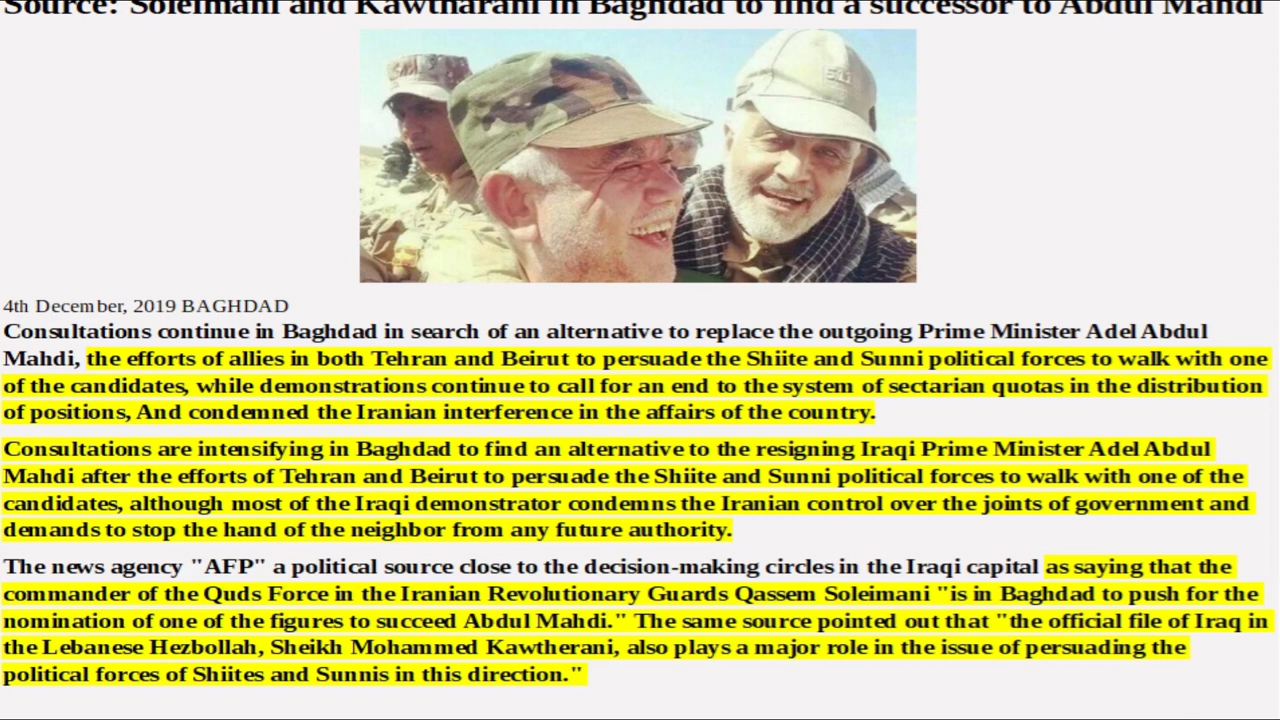 Source: Soleimani and Kawtharani in Baghdad to find a successor to Abdul Mahdi
5.11
4th December, 2019 BAGHDAD
Consultations continue in Baghdad in search of an alternative to replace the outgoing Prime Minister Adel Abdul
Mahdi, the efforts of allies in both Tehran and Beirut to persuade the Shiite and Sunni political forces to walk with one
of the candidates, while demonstrations continue to call for an end to the system of sectarian quotas in the distribution
of positions, And condemned the Iranian interference in the affairs of the country.
Consultations are intensifying in Baghdad to find an alternative to the resigning Iraqi Prime Minister Adel Abdul
Mahdi after the efforts of Tehran and Beirut to persuade the Shiite and Sunni political forces to walk with one of the
candidates, although most of the Iraqi demonstrator condemns the Iranian control over the joints of government and
demands to stop the hand of the neighbor from any future authority.
The news agency "AFP" a political source close to the decision-making circles in the Iraqi capital as saying that the
commander of the Quds Force in the Iranian Revolutionary Guards Qassem Soleimani "is in Baghdad to push for the
nomination of one of the figures to succeed Abdul Mahdi." The same source pointed out that "the official file of Iraq in
the Lebanese Hezbollah, Sheikh Mohammed Kawtherani, also plays a major role in the issue of persuading the
political forces of Shiites and Sunnis in this direction."